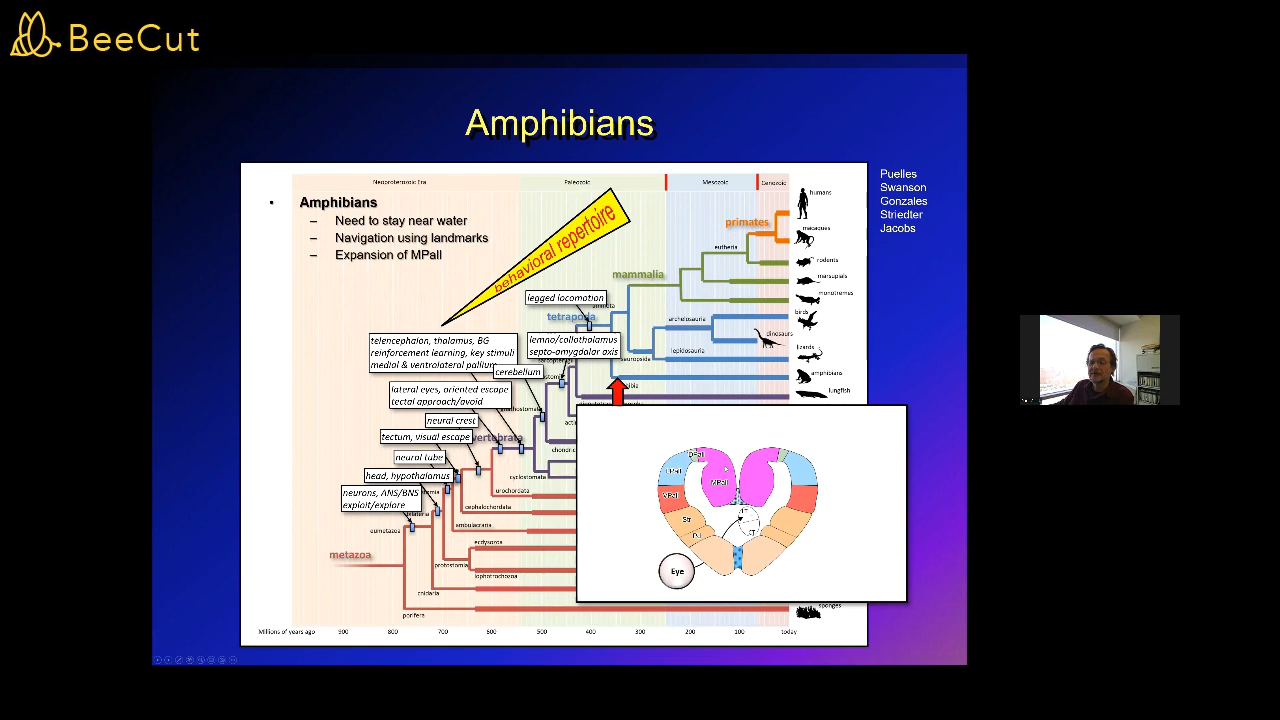 BeeCut
Amphibians
Puelles
Swanson
Gonzales
Striedter
Jacobs
Neoproterozoic Era
Paleozoic
Mesozoic
Cenozoic
• Amphibians
– Need to stay near water
– Navigation using landmarks
– Expansion of MPall
behavioral repertoire
humans
primates
macaques
eutheria
rodents
mammalia
marsupials
monotremes
legged locomotion
tetrapoda
birds
archelosauria
dinosaurs
lemno/collothalamus
septo-amygdalar axis
lizards
lepidosauria
telencephalon, thalamus, BG
reinforcement learning, key stimuli
medial & ventrolateral pallium
cerebellum
amphibians
lungfish
lateral eyes, oriented escape
tectal approach/avoid
neural crest
tectum, visual escape
vertebrata
neural tube
cyclostomata
head, hypothalamus
neurons, ANS/BNS
exploit/explore
urochordata
cephalochordata
ambulacraria
eumetazoa
ecdysozoa
metazoa
protostomia
lophotrochozoa
cnidaria
porifera
sponges
DPall
LPall
MPall
VPall
Str
Eye
Millions of years ago 900 800 700 600 500 400 300 200 100 today